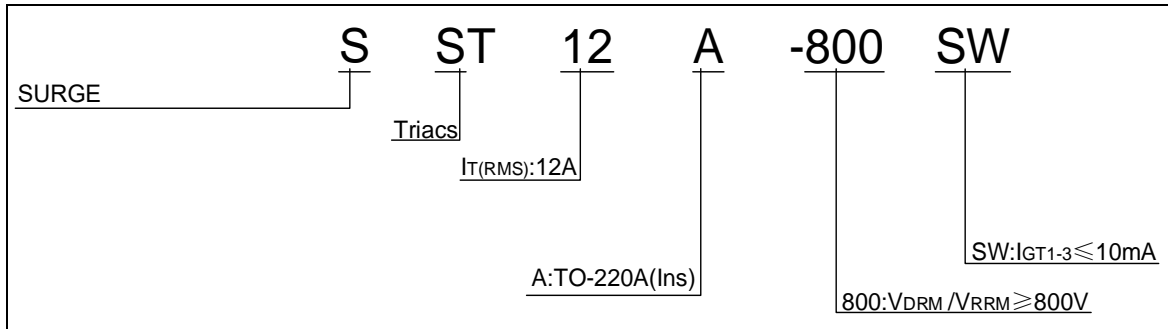 S ST 12 A -800 SW
SURGE
Triacs
IT(RMS):12A
SW:IGT1-3≤10mA
A:TO-220A(Ins)
800:VDRM /VRRM≥800V